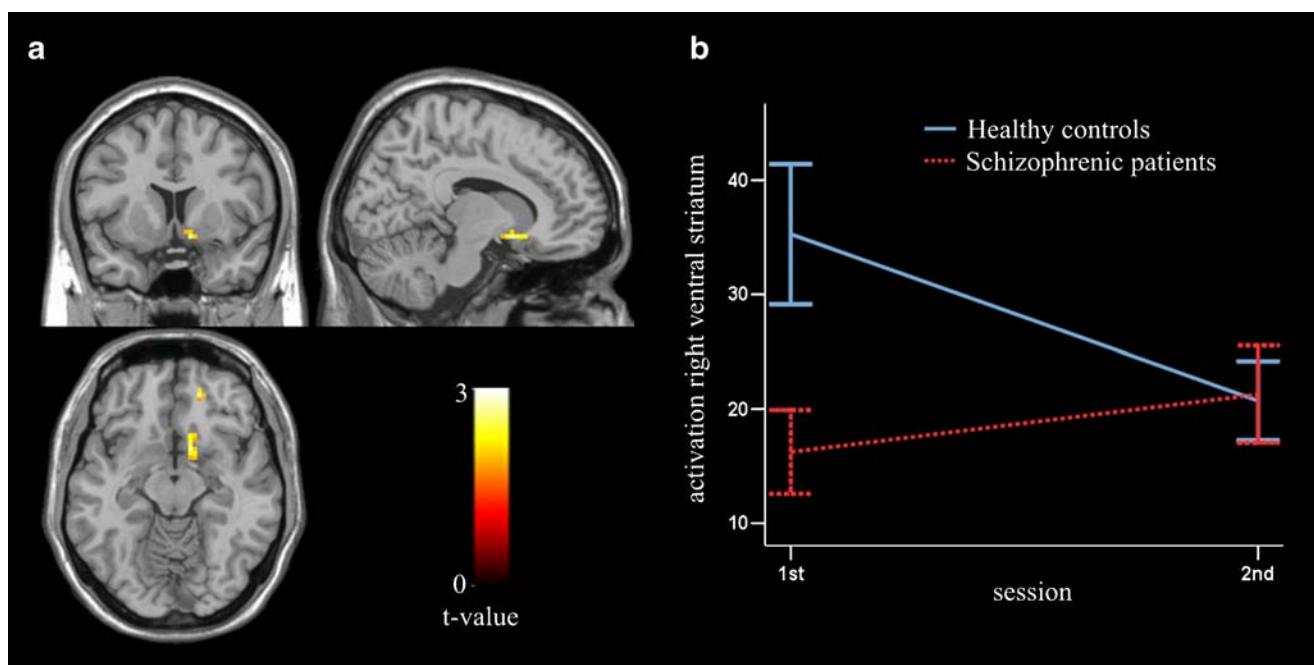 a
3
0
t-value
b
Healthy controls
Schizophrenic patients
activation right ventral striatum
40
30
20
10
1st
2nd
session